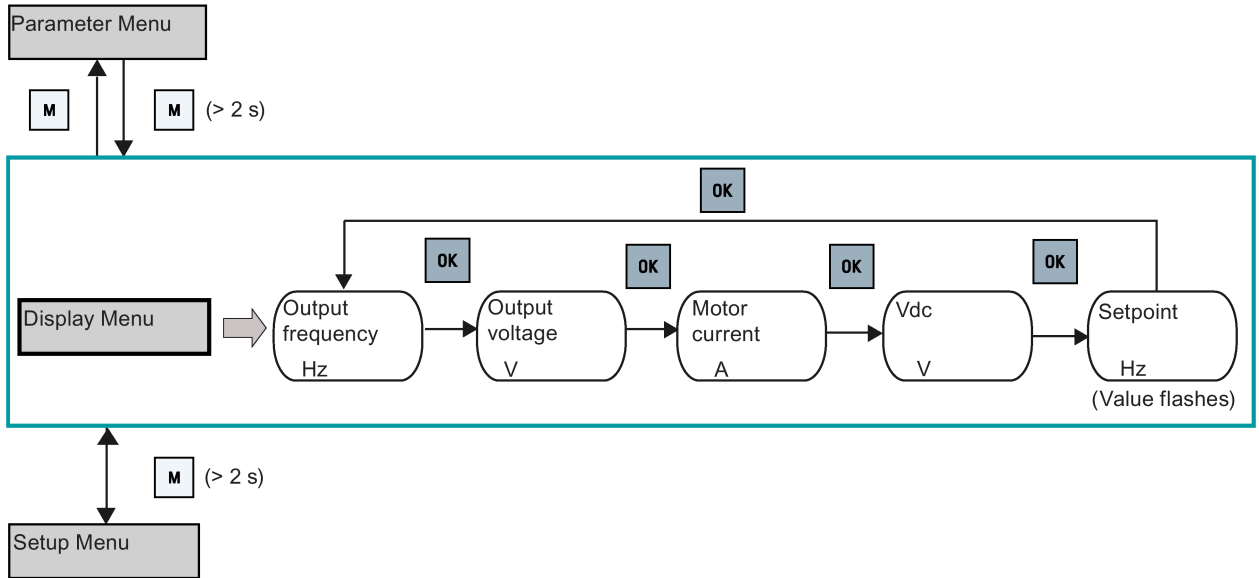 Parameter Menu
M
M (> 2 s)
OK
OK
OK
OK
OK
Display Menu
Output
frequency
Hz
Output
voltage
V
Motor
current
A
Vdc
V
Setpoint
Hz
(Value flashes)
M (> 2 s)
Setup Menu